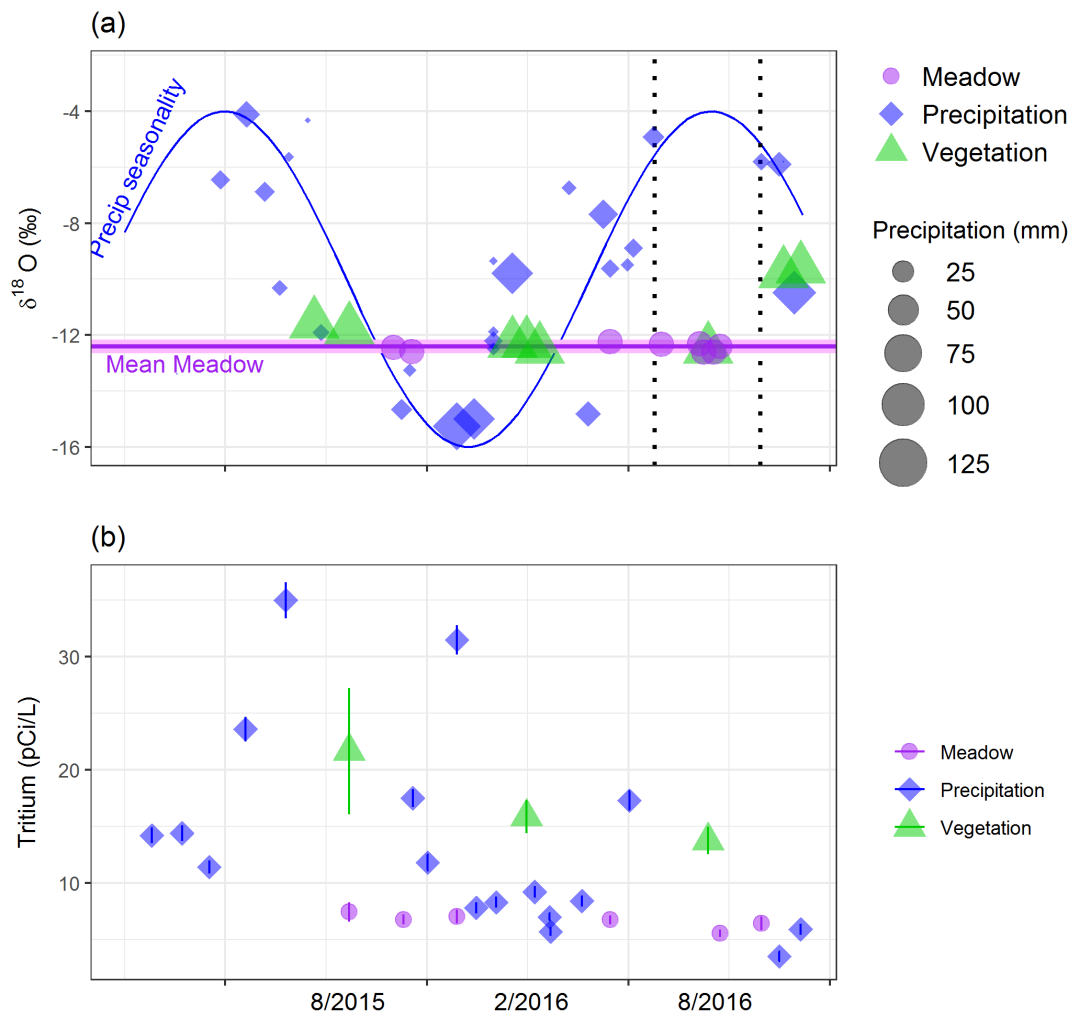 (a)
Precip seasonality
Mean Meadow
-4
-8
-12
-16
δ18 O (‰)
Meadow
Precipitation
Vegetation
Precipitation (mm)
25
50
75
100
125
(b)
30
20
10
Tritium (pCi/L)
8/2015
2/2016
8/2016
Meadow
Precipitation
Vegetation